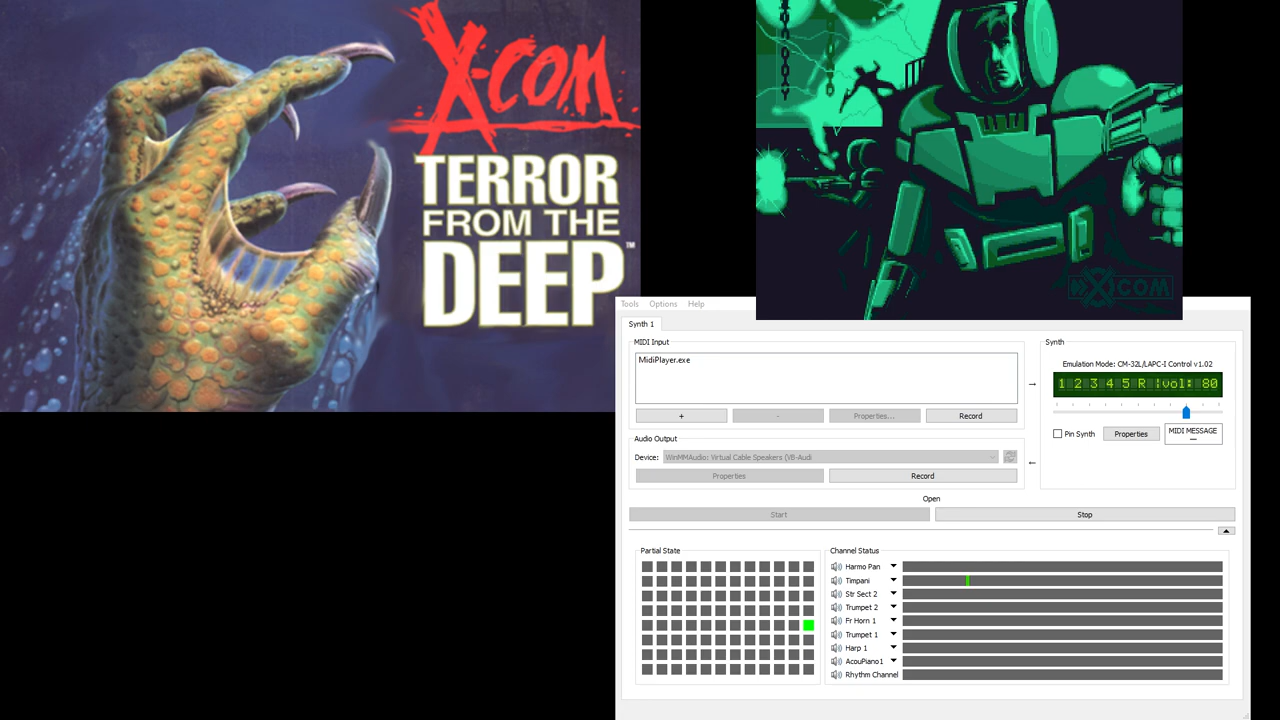 X-COM
TERROR
FROM THE
DEEP™
X COM
Tools Options Help
Synth 1
MIDI Input
MidiPlayer.exe
+ - Properties... Record
Audio Output
Device: WinMMAudio: Virtual Cable Speakers (VB-Audi
Properties Record
Synth
Emulation Mode: CM-32L/LAPC-I Control v1.02
1 2 3 4 5 R |vol: 80
Pin Synth Properties MIDI MESSAGE
Open
Start Stop
Partial State
Channel Status
Harmo Pan
Timpani
Str Sect 2
Trumpet 2
Fr Horn 1
Trumpet 1
Harp 1
AcouPiano1
Rhythm Channel